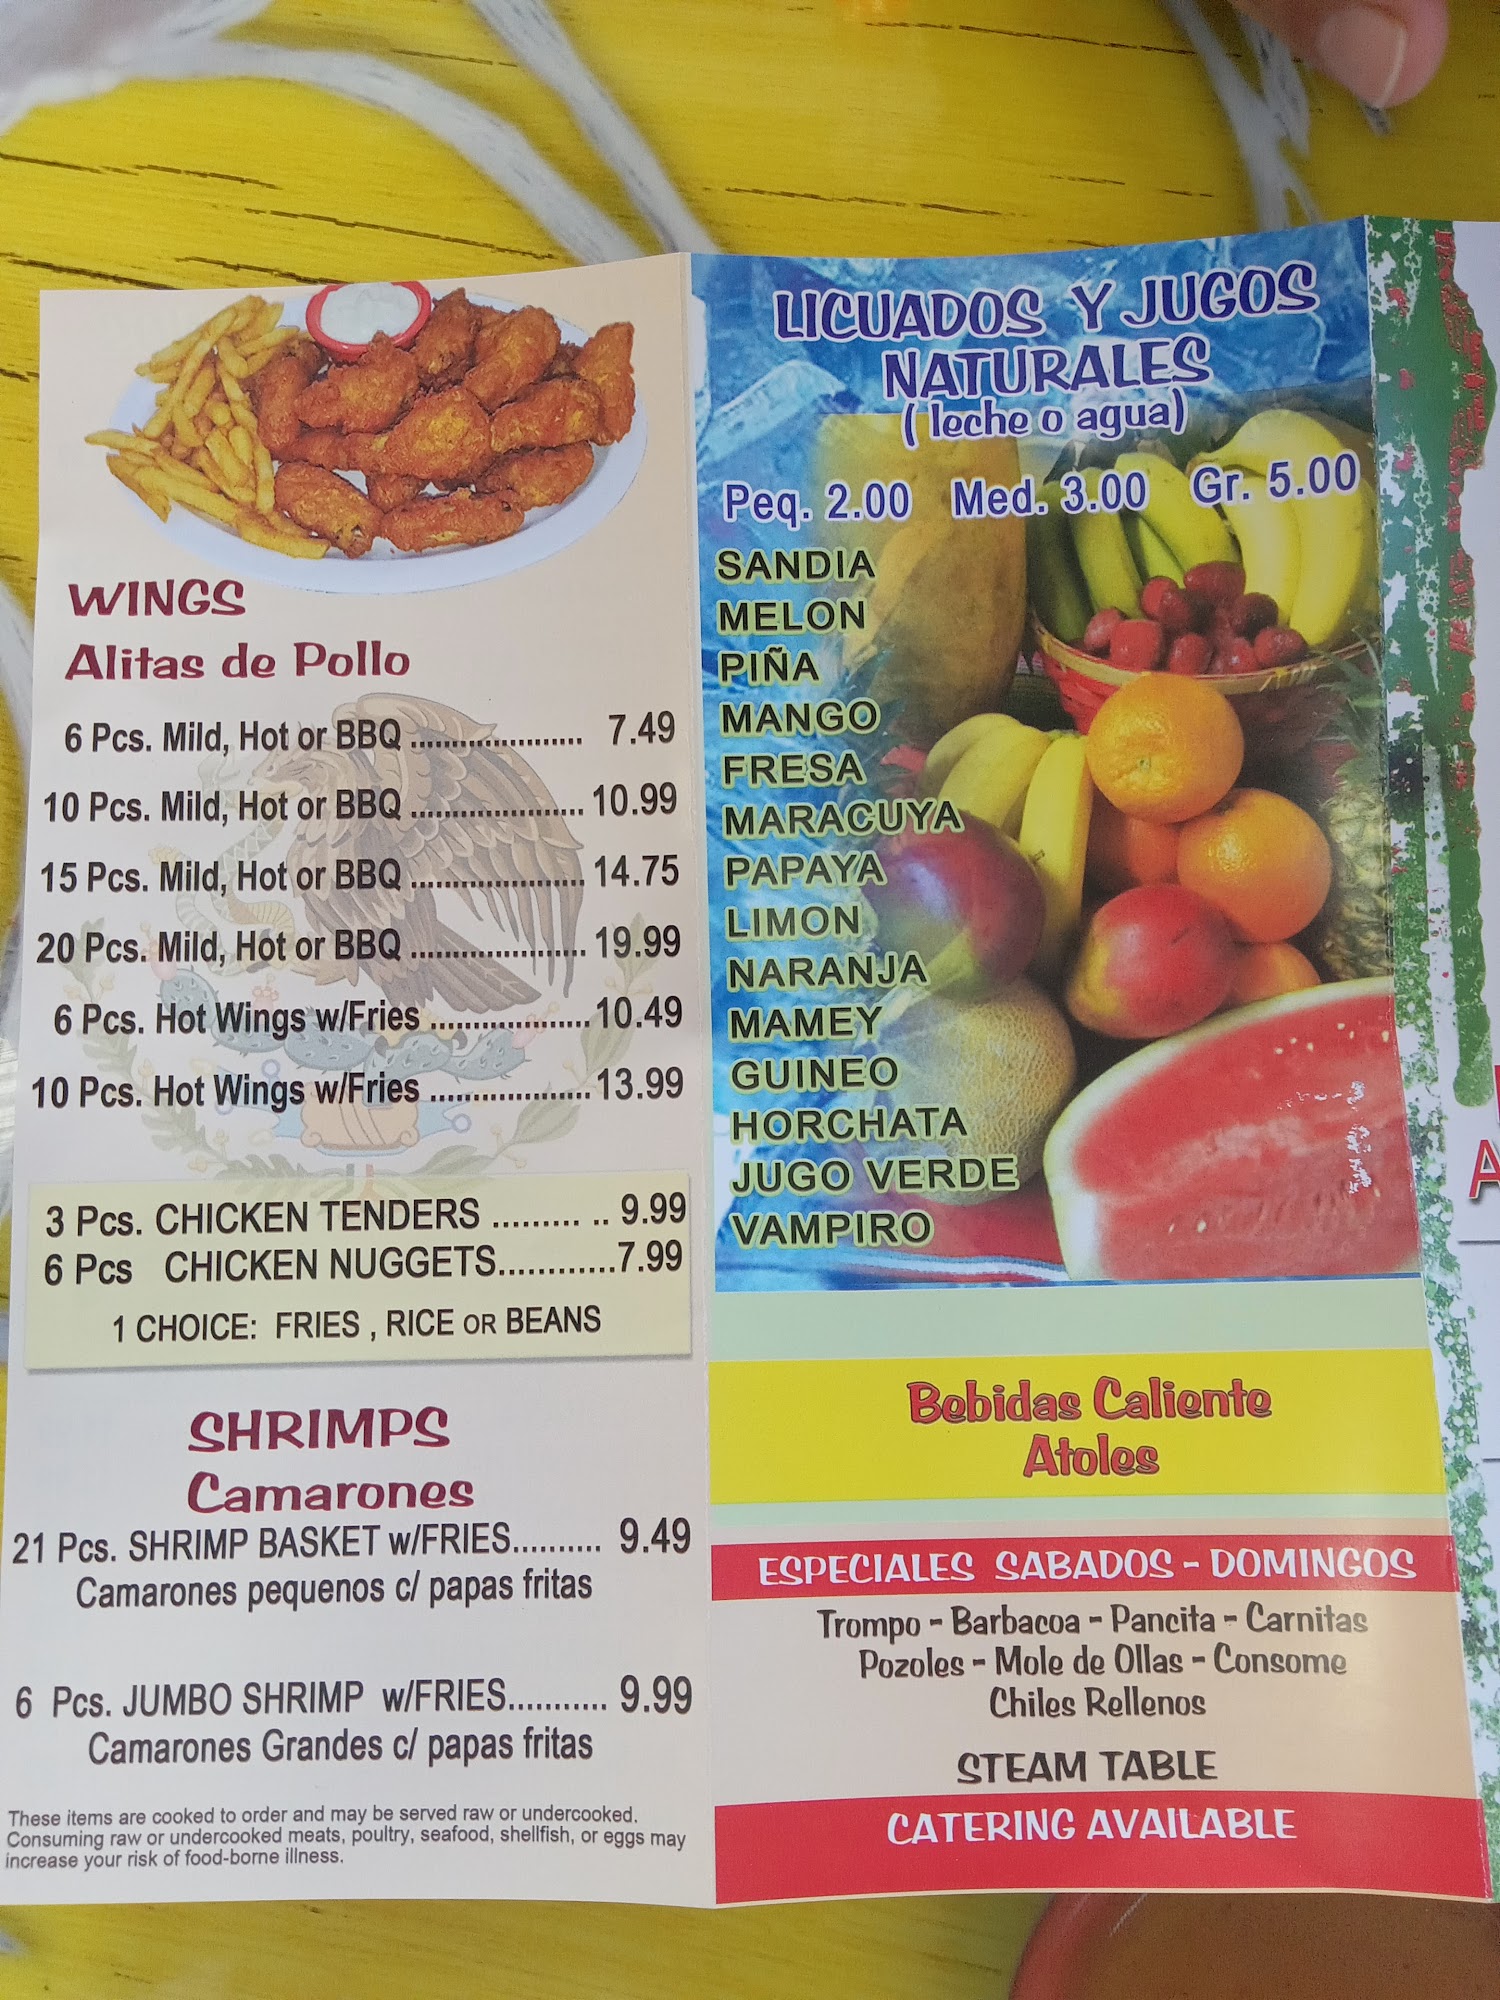 WINGS
Alitas de Pollo
6 Pcs. Mild, Hot or BBQ ..................... 7.49
10 Pcs. Mild, Hot or BBQ ..................... 10.99
15 Pcs. Mild, Hot or BBQ ..................... 14.75
20 Pcs. Mild, Hot or BBQ ..................... 19.99
6 Pcs. Hot Wings w/Fries .................... 10.49
10 Pcs. Hot Wings w/Fries .................... 13.99
3 Pcs. CHICKEN TENDERS ......... .. 9.99
6 Pcs CHICKEN NUGGETS............7.99
1 CHOICE: FRIES , RICE OR BEANS
SHRIMPS
Camarones
21 Pcs. SHRIMP BASKET w/FRIES.......... 9.49
Camarones pequenos c/ papas fritas
6 Pcs. JUMBO SHRIMP w/FRIES........... 9.99
Camarones Grandes c/ papas fritas
These items are cooked to order and may be served raw or undercooked.
Consuming raw or undercooked meats, poultry, seafood, shellfish, or eggs may
increase your risk of food-borne illness.
LICUADOS Y JUGOS
NATURALES
( leche o agua)
Peq. 2.00 Med. 3.00 Gr. 5.00
SANDIA
MELON
PIÑA
MANGO
FRESA
MARACUYA
PAPAYA
LIMON
NARANJA
MAMEY
GUINEO
HORCHATA
JUGO VERDE
VAMPIRO
Bebidas Caliente
Atoles
ESPECIALES SABADOS - DOMINGOS
Trompo - Barbacoa - Pancita - Carnitas
Pozoles - Mole de Ollas - Consome
Chiles Rellenos
STEAM TABLE
CATERING AVAILABLE